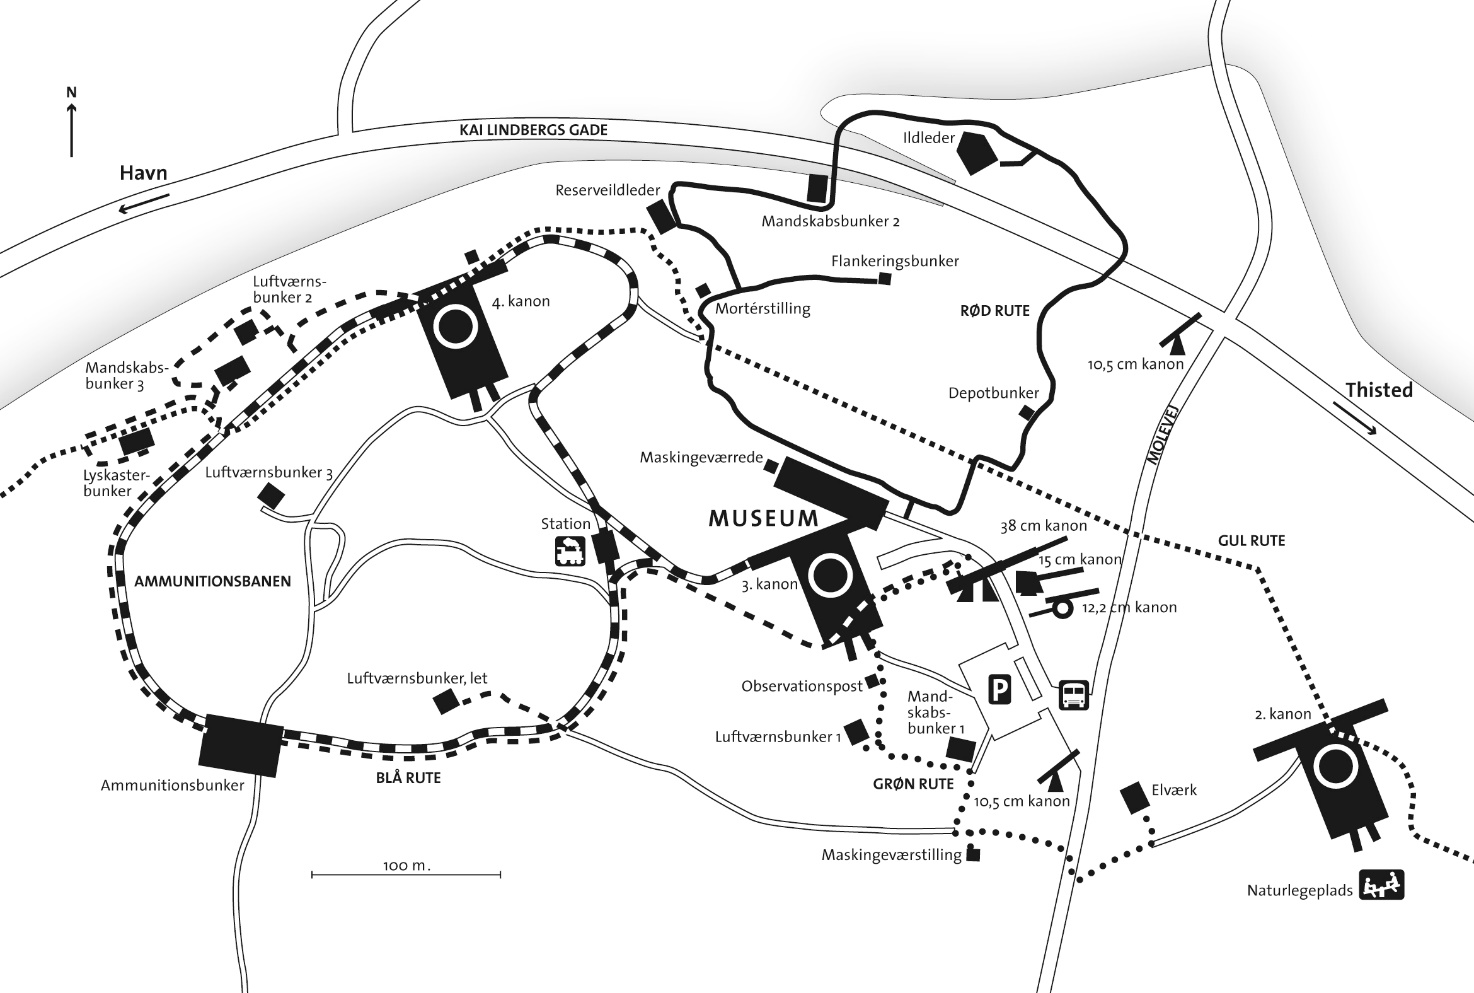 N
KAI LINDBERGS GADE
Havn
Ildleder
Reserveildleder
Mandskabsbunker 2
Flankeringsbunker
Luftværns-
bunker 2
4. kanon
Mortérstilling
RØD RUTE
10,5 cm kanon
Mandskabs-
bunker 3
Thisted
Depotbunker
MOLEVEJ
Lyskaster-
bunker
Luftværnsbunker 3
Maskingeværrede
MUSEUM
Station
38 cm kanon
GUL RUTE
15 cm kanon
AMMUNITIONSBANEN
3. kanon
12,2 cm kanon
Luftværnsbunker, let
Observationspost
P
Mand-
skabs-
bunker 1
2. kanon
Luftværnsbunker 1
BLÅ RUTE
Ammunitionsbunker
GRØN RUTE
10,5 cm kanon
Elværk
Maskingeværstilling
100 m.
Naturlegeplads